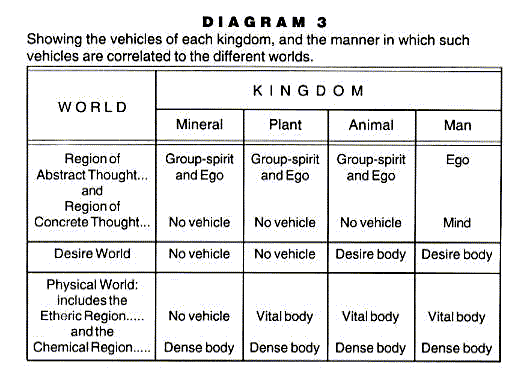 DIAGRAM 3
Showing the vehicles of each kingdom, and the manner in which such
vehicles are correlated to the different worlds.
WORLD
KINGDOM
Mineral Plant Animal Man
Region of Group-spirit Group-spirit Group-spirit Ego
Abstract Thought... and Ego and Ego and Ego
and
Region of
Concrete Thought... No vehicle No vehicle No vehicle Mind
Desire World No vehicle No vehicle Desire body Desire body
Physical World:
includes the
Etheric Region..... No vehicle Vital body Vital body Vital body
and the
Chemical Region..... Dense body Dense body Dense body Dense body